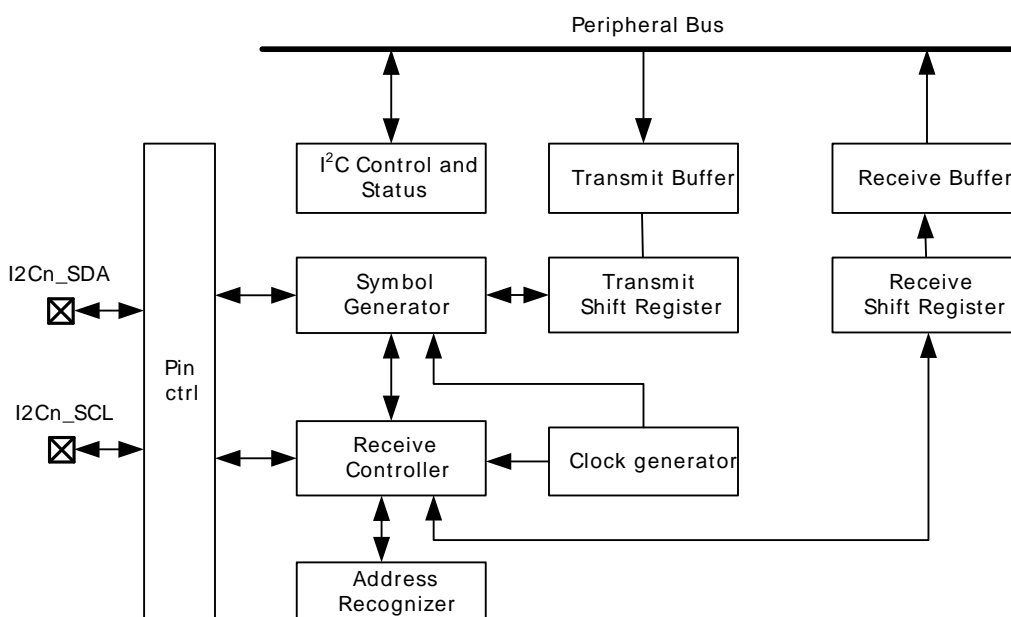 Peripheral Bus
I²C Control and
Status
Transmit Buffer
Receive Buffer
I2Cn_SDA
Symbol
Generator
Transmit
Shift Register
Receive
Shift Register
Pin
ctrl
I2Cn_SCL
Receive
Controller
Clock generator
Address
Recognizer